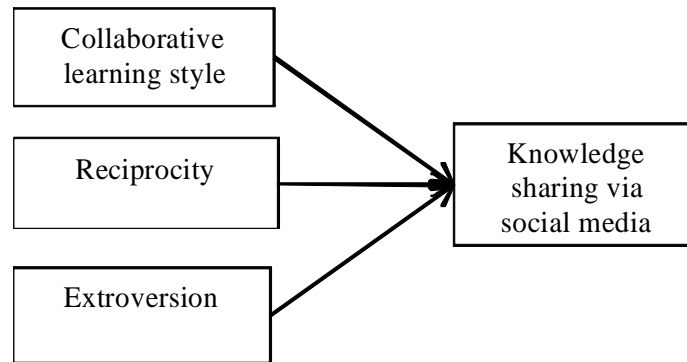 Collaborative
learning style
Reciprocity
Extroversion
Knowledge
sharing via
social media